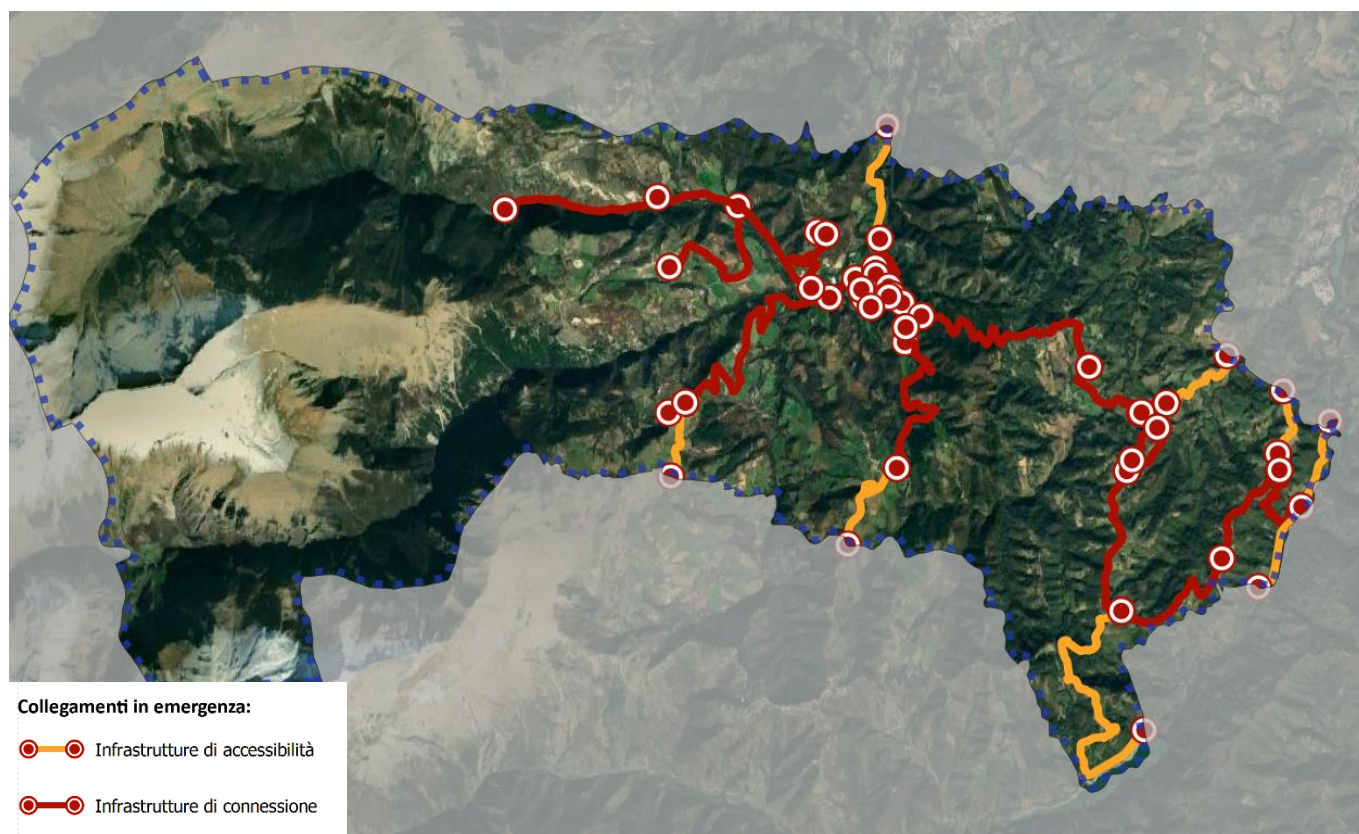 Collegamenti in emergenza:
Infrastrutture di accessibilità
Infrastrutture di connessione